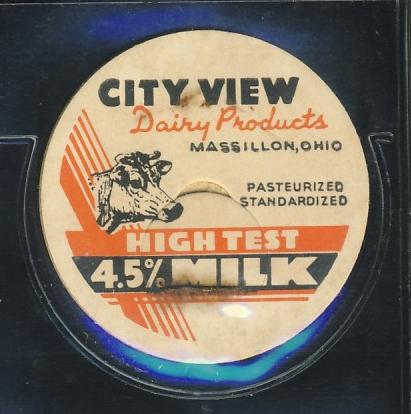 CITY VIEW
Dairy Products
MASSILLON, OHIO
PASTEURIZED
STANDARDIZED
HIGH TEST
4.5% MILK